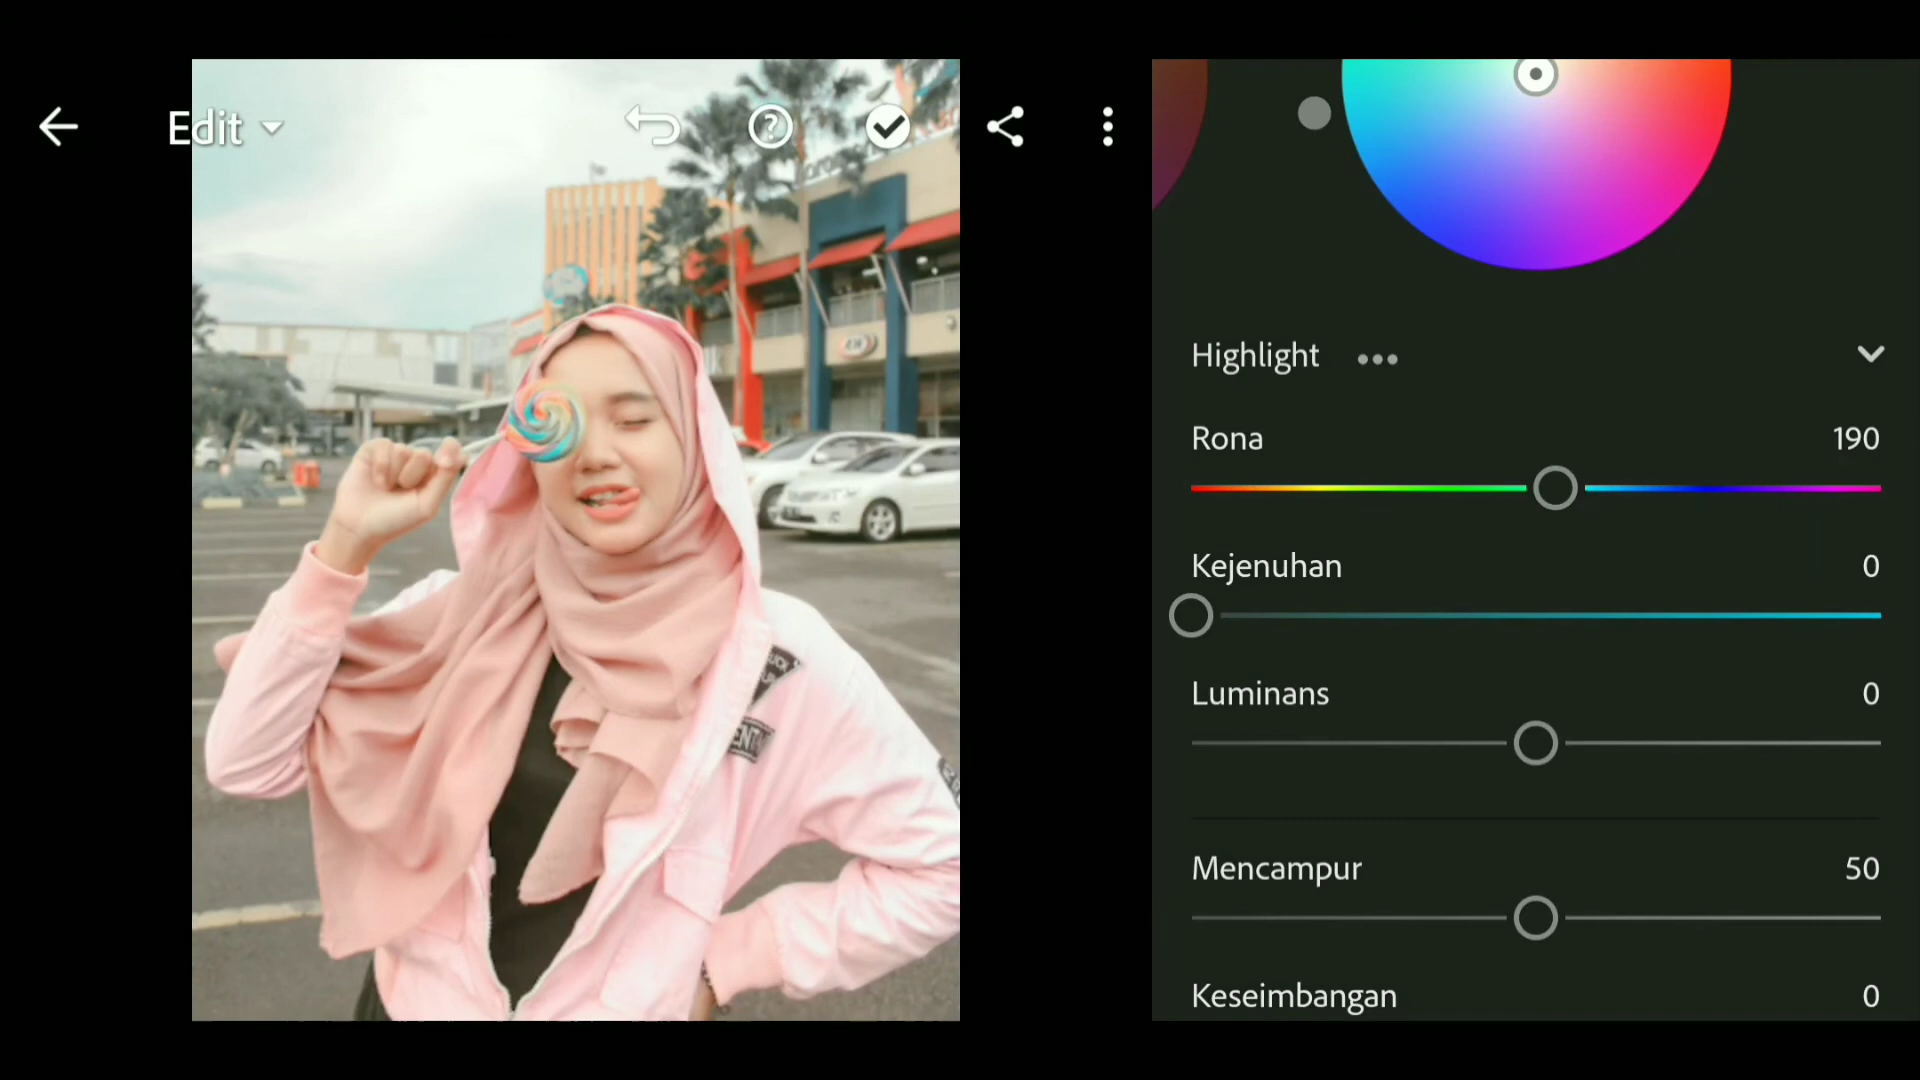 Edit
Highlight
Rona 190
Kejenuhan 0
Luminans 0
Mencampur 50
Keseimbangan 0